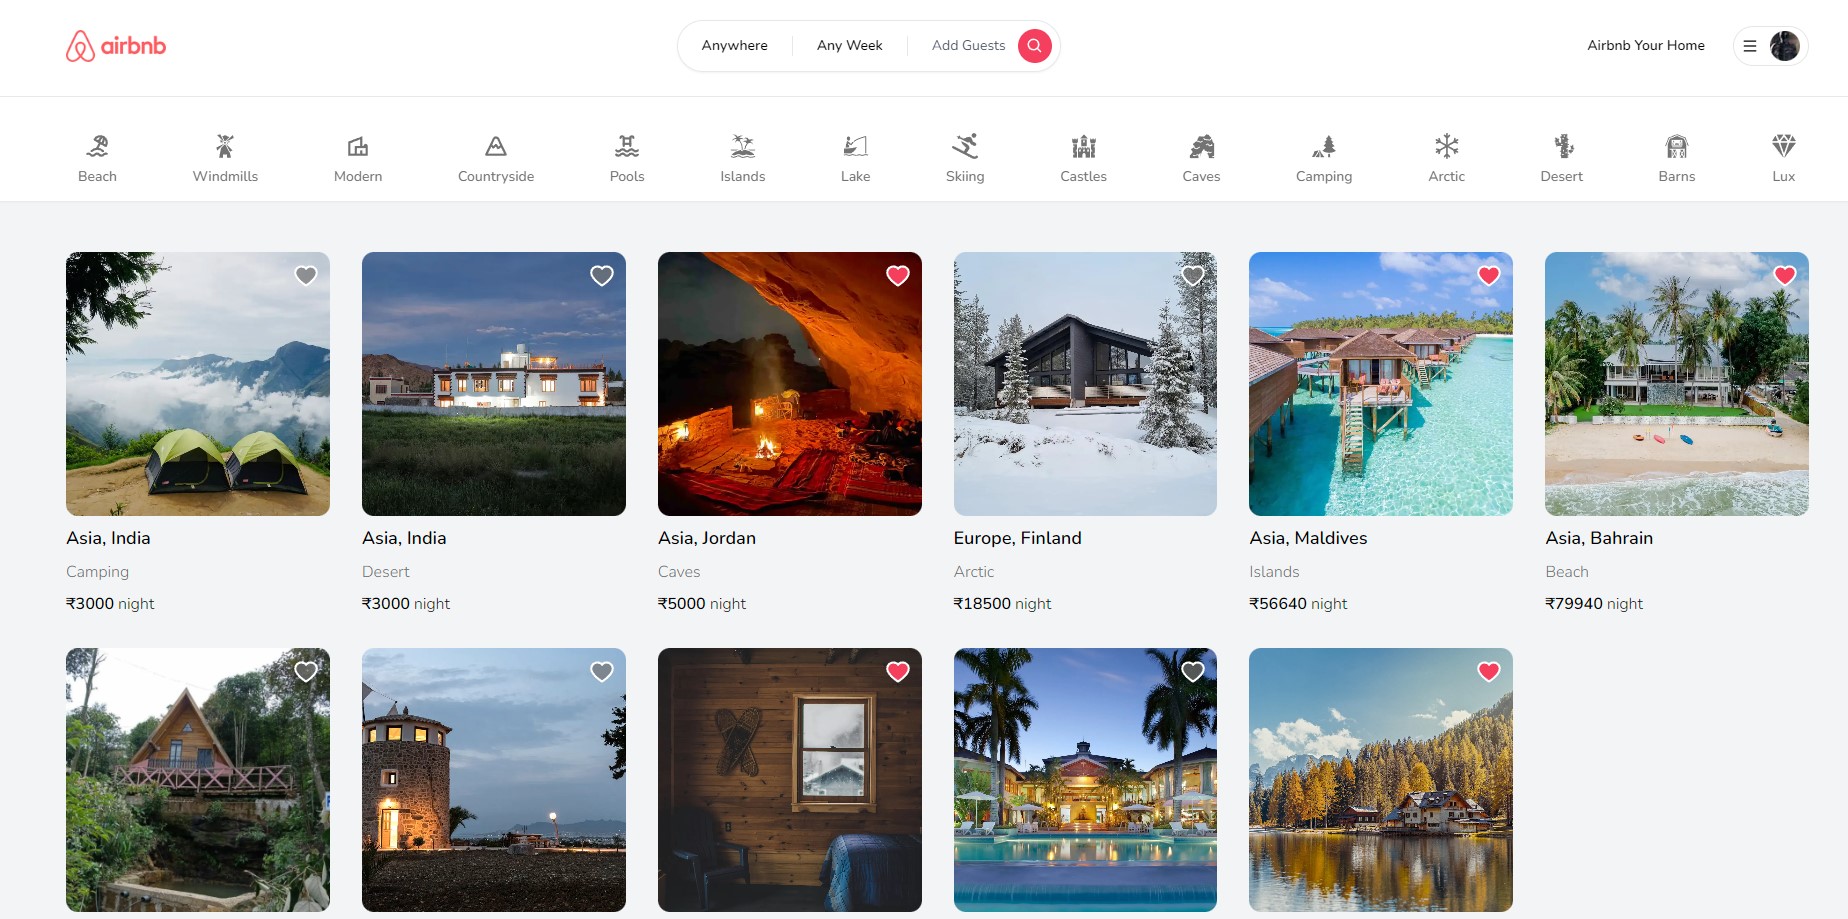 airbnb
Anywhere
Any Week
Add Guests
Airbnb Your Home
Beach
Windmills
Modern
Countryside
Pools
Islands
Lake
Skiing
Castles
Caves
Camping
Arctic
Desert
Barns
Lux
Asia, India
Camping
₹3000 night
Asia, India
Desert
₹3000 night
Asia, Jordan
Caves
₹5000 night
Europe, Finland
Arctic
₹18500 night
Asia, Maldives
Islands
₹56640 night
Asia, Bahrain
Beach
₹79940 night